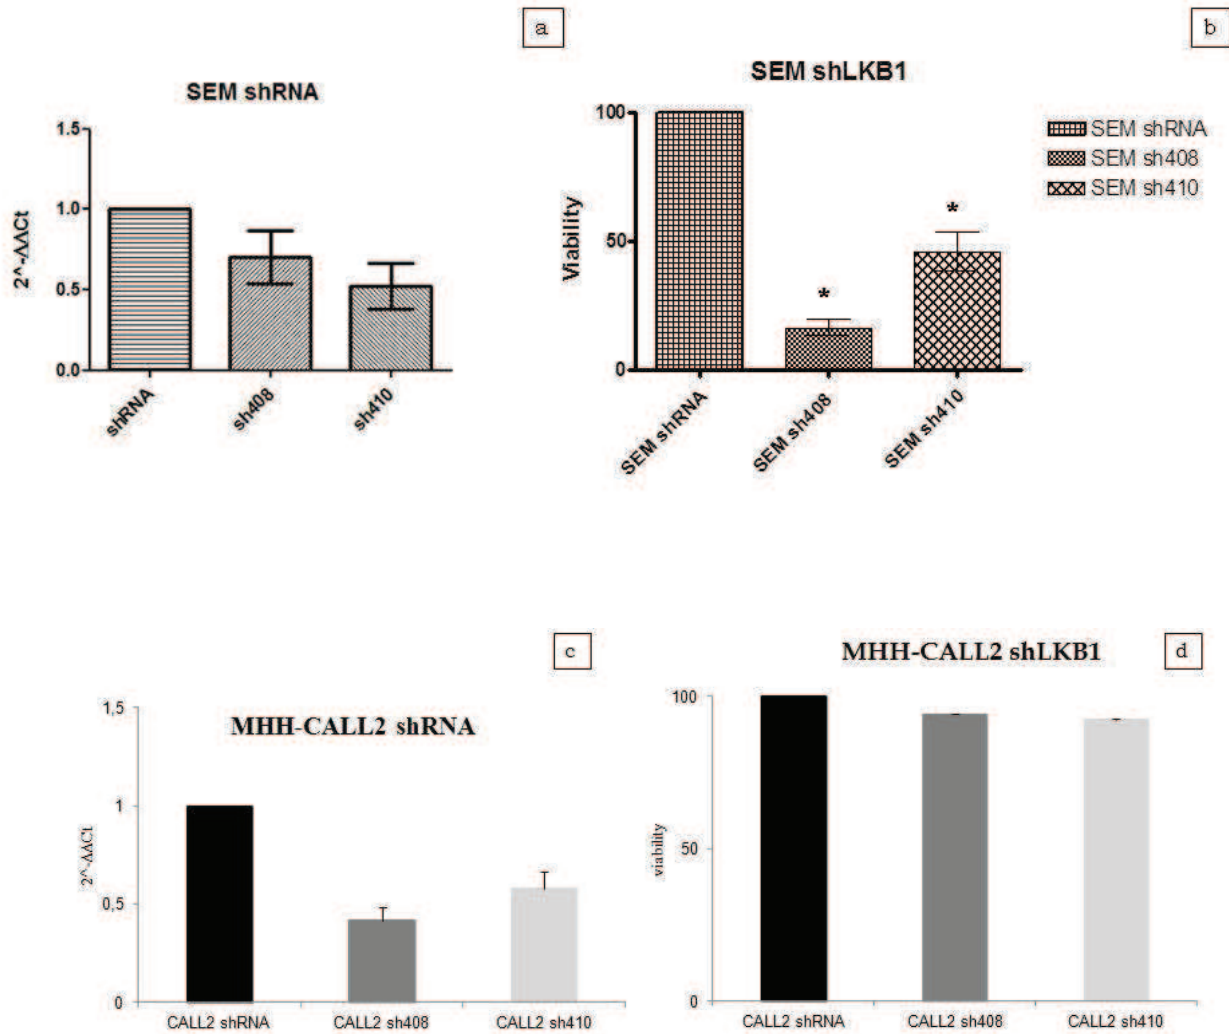 a
SEM shRNA
1.5
1.0
0.5
0.0
2^-ΔΔCt
shRNA
sh408
sh410
b
SEM shLKB1
100
50
0
Viability
*
*
SEM shRNA
SEM sh408
SEM sh410
SEM shRNA
SEM sh408
SEM sh410
c
MHH-CALL2 shRNA
1,5
1
0,5
0
2^-ΔΔCt
CALL2 shRNA
CALL2 sh408
CALL2 sh410
d
MHH-CALL2 shLKB1
100
50
0
viability
CALL2 shRNA
CALL2 sh408
CALL2 sh410